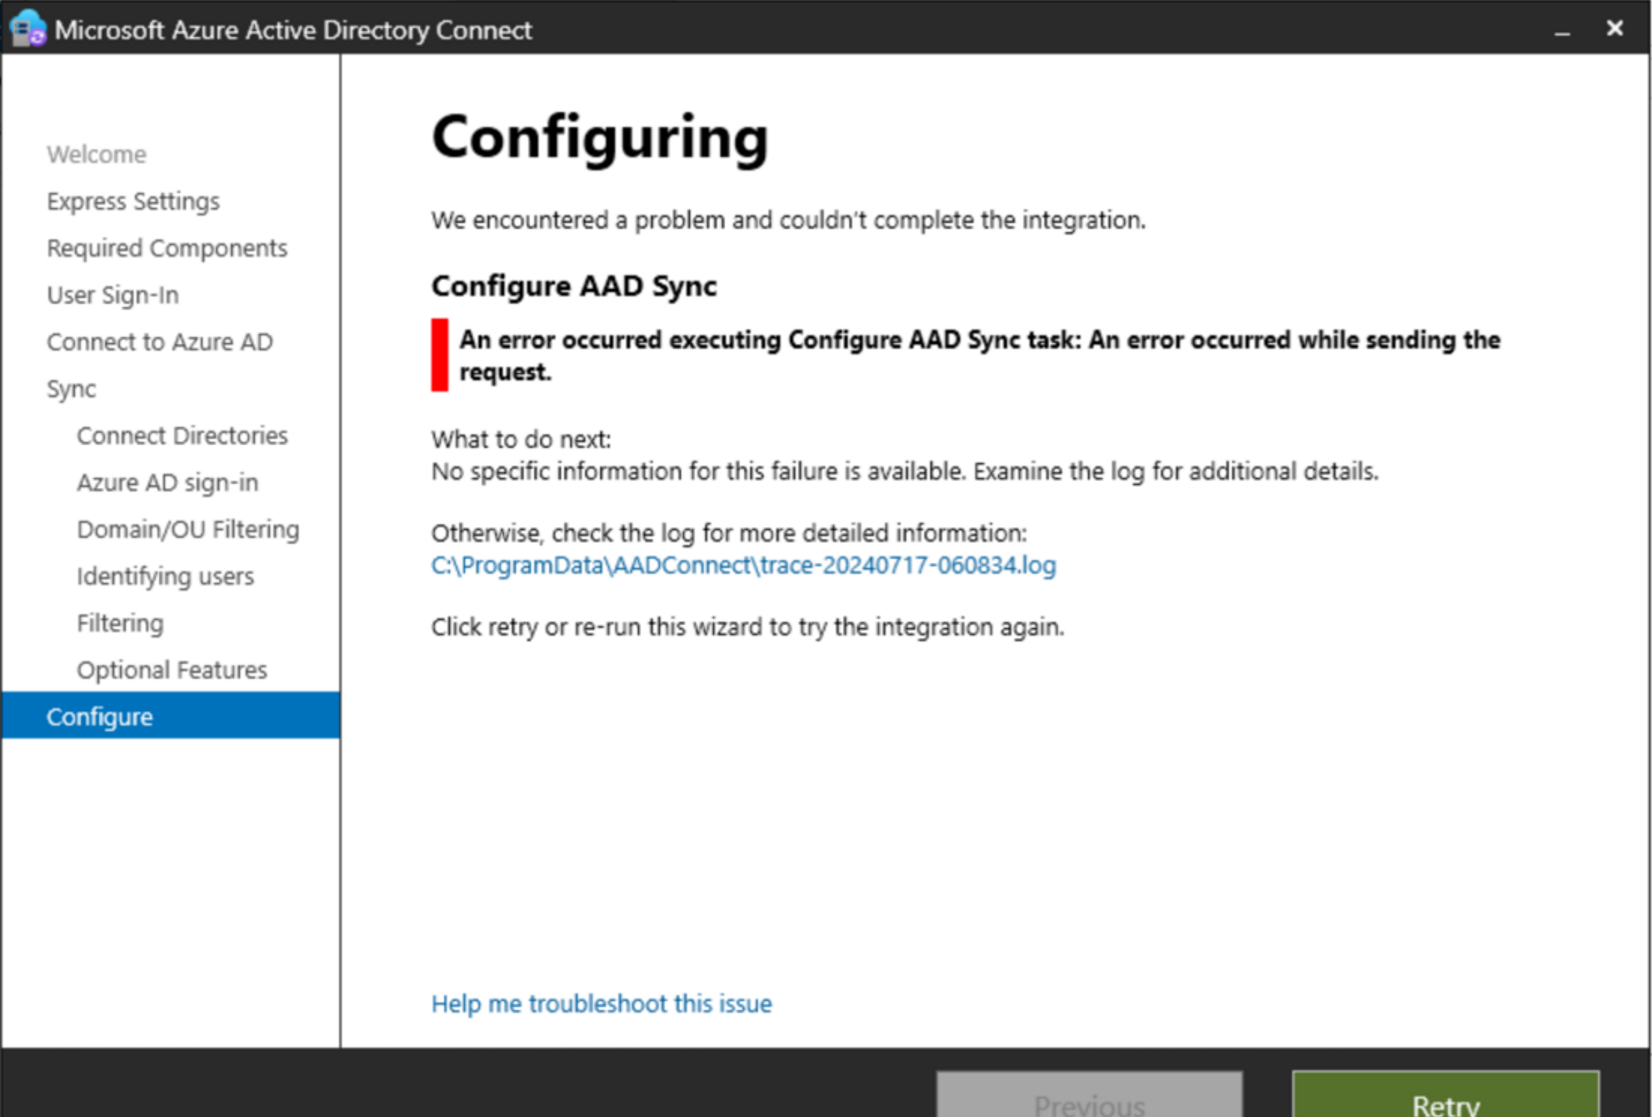 Microsoft Azure Active Directory Connect
Welcome
Express Settings
Required Components
User Sign-In
Connect to Azure AD
Sync
Connect Directories
Azure AD sign-in
Domain/OU Filtering
Identifying users
Filtering
Optional Features
Configure
Configuring
We encountered a problem and couldn't complete the integration.
Configure AAD Sync
An error occurred executing Configure AAD Sync task: An error occurred while sending the
request.
What to do next:
No specific information for this failure is available. Examine the log for additional details.
Otherwise, check the log for more detailed information:
C:\ProgramData\AADConnect\trace-20240717-060834.log
Click retry or re-run this wizard to try the integration again.
Help me troubleshoot this issue
Previous
Retry